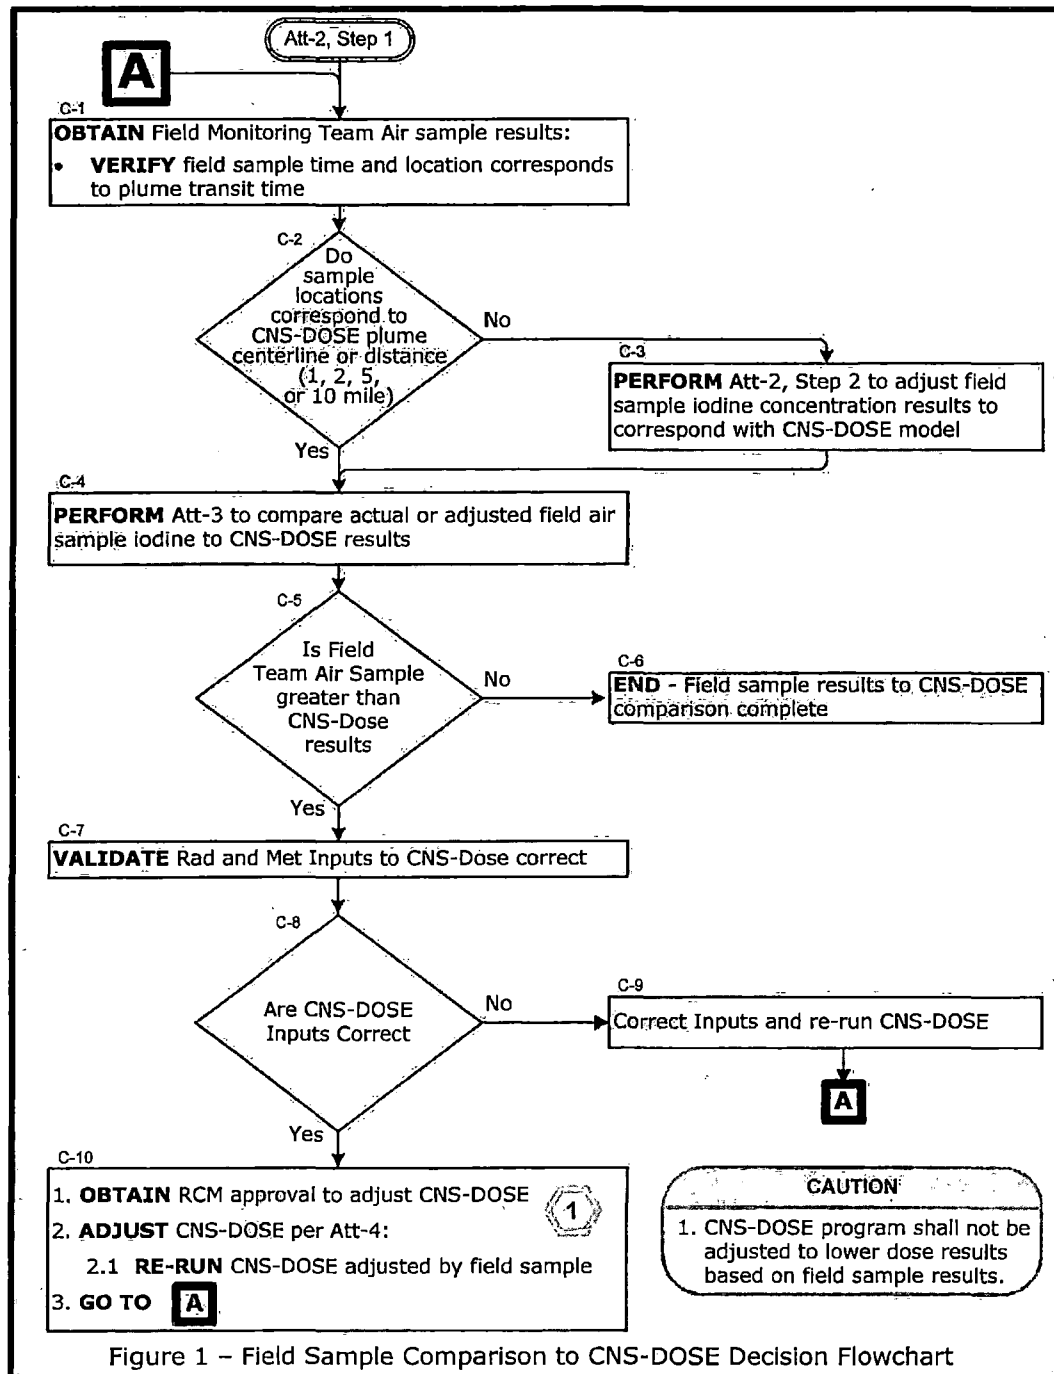 Att-2, Step 1
A
C-1
OBTAIN Field Monitoring Team Air sample results:
• VERIFY field sample time and location corresponds
to plume transit time
C-2
Do
sample
locations
correspond to
CNS-DOSE plume
centerline or distance
(1, 2, 5,
or 10 mile)
No
Yes
C-3
PERFORM Att-2, Step 2 to adjust field
sample iodine concentration results to
correspond with CNS-DOSE model
C-4
PERFORM Att-3 to compare actual or adjusted field air
sample iodine to CNS-DOSE results
C-5
Is Field
Team Air Sample
greater than
CNS-Dose
results
No
Yes
C-6
END - Field sample results to CNS-DOSE
comparison complete
C-7
VALIDATE Rad and Met Inputs to CNS-Dose correct
C-8
Are CNS-DOSE
Inputs Correct
No
Yes
C-9
Correct Inputs and re-run CNS-DOSE
A
C-10
1. OBTAIN RCM approval to adjust CNS-DOSE
1
2. ADJUST CNS-DOSE per Att-4:
2.1 RE-RUN CNS-DOSE adjusted by field sample
3. GO TO A
CAUTION
1. CNS-DOSE program shall not be
adjusted to lower dose results
based on field sample results.
Figure 1 – Field Sample Comparison to CNS-DOSE Decision Flowchart